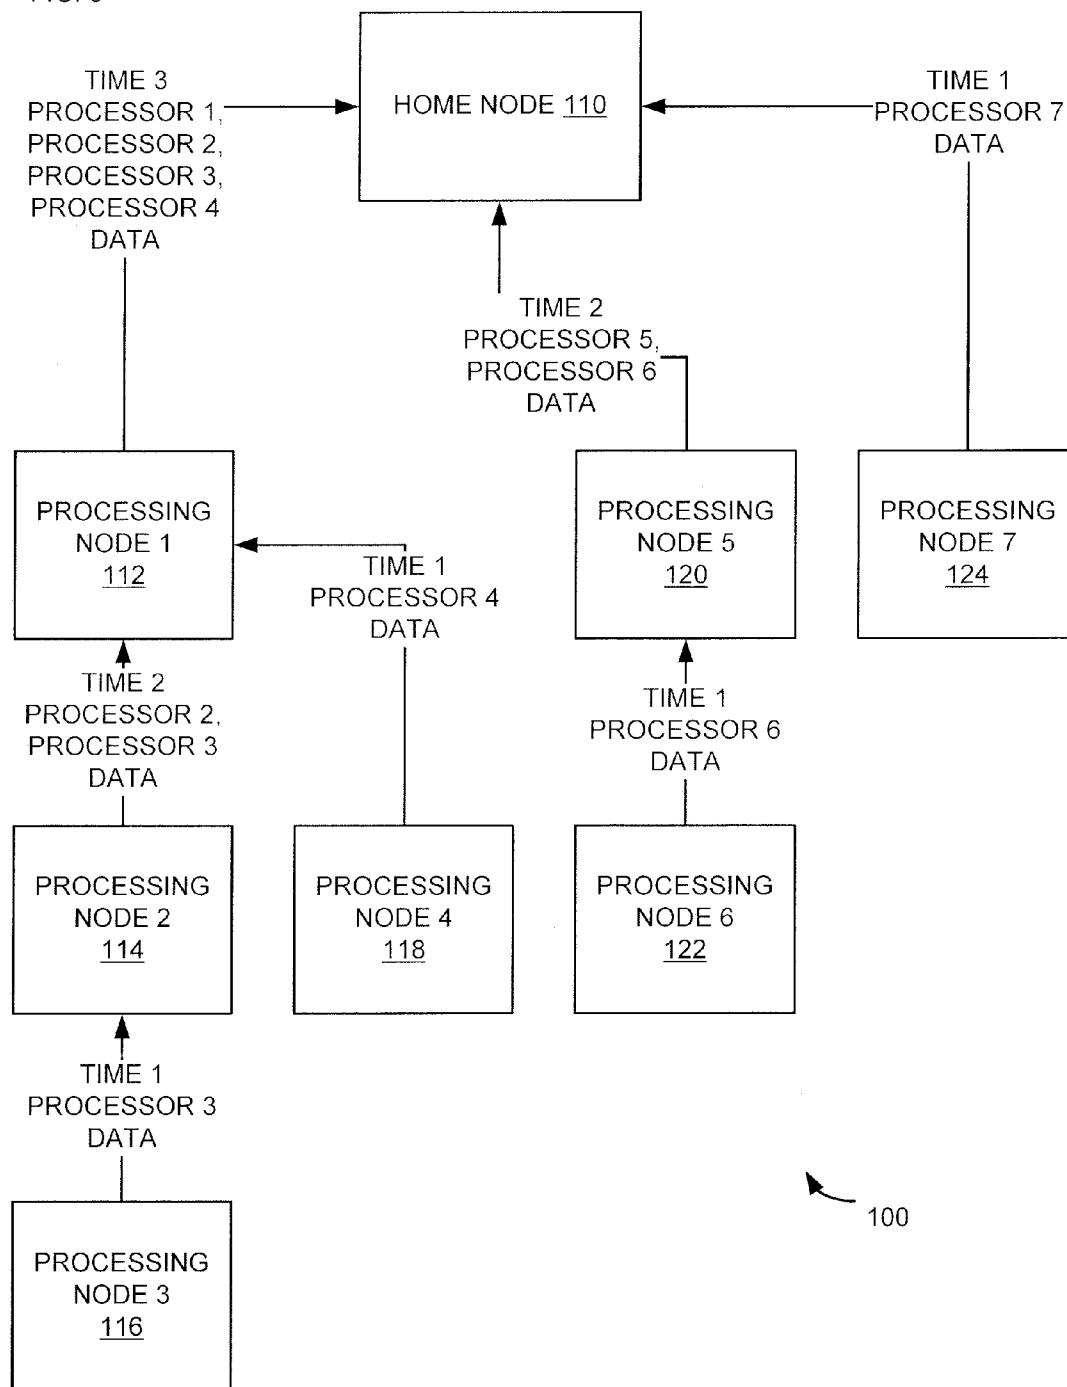 TIME 3
PROCESSOR 1,
PROCESSOR 2,
PROCESSOR 3,
PROCESSOR 4
DATA
HOME NODE 110
TIME 1
PROCESSOR 7
DATA
TIME 2
PROCESSOR 5,
PROCESSOR 6
DATA
PROCESSING
NODE 1
112
TIME 1
PROCESSOR 4
DATA
PROCESSING
NODE 5
120
PROCESSING
NODE 7
124
TIME 2
PROCESSOR 2,
PROCESSOR 3
DATA
TIME 1
PROCESSOR 6
DATA
PROCESSING
NODE 2
114
PROCESSING
NODE 4
118
PROCESSING
NODE 6
122
TIME 1
PROCESSOR 3
DATA
100
PROCESSING
NODE 3
116